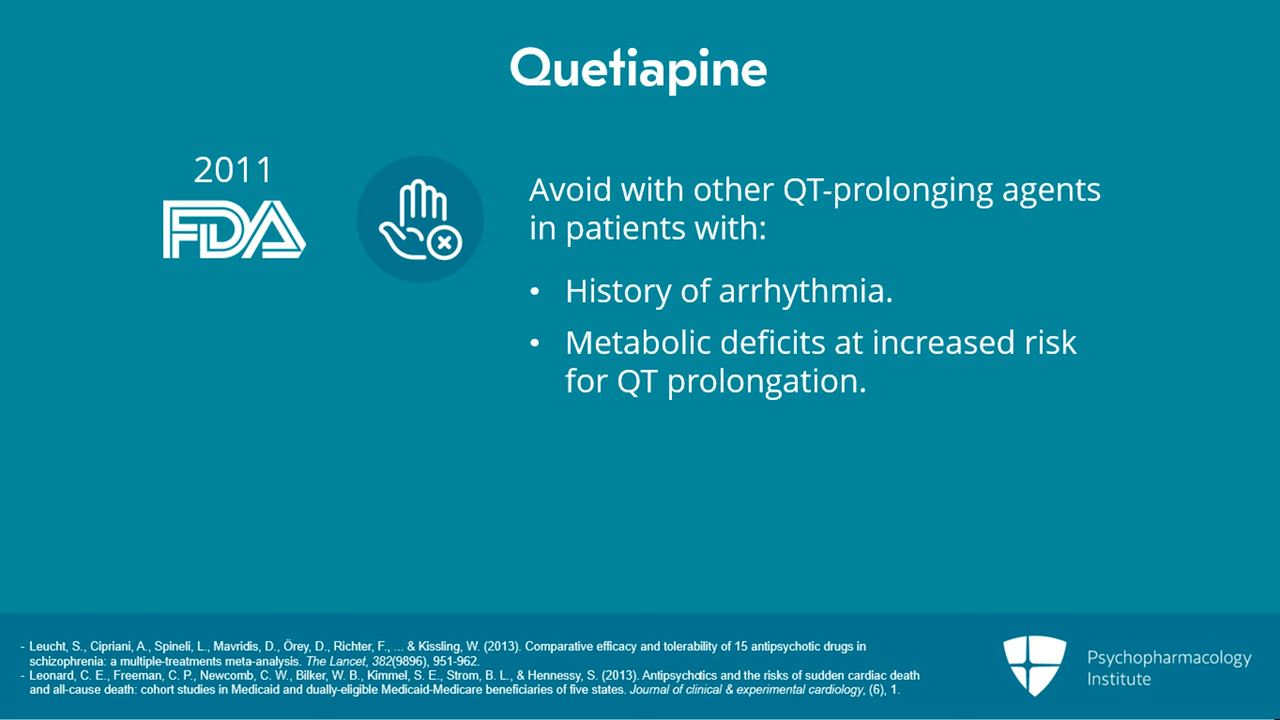 Quetiapine
2011
FDA
Avoid with other QT-prolonging agents
in patients with:
• History of arrhythmia.
• Metabolic deficits at increased risk
for QT prolongation.
- Leucht, S., Cipriani, A., Spineli, L., Mavridis, D., Örey, D., Richter, F., ... & Kissling, W. (2013). Comparative efficacy and tolerability of 15 antipsychotic drugs in
schizophrenia: a multiple-treatments meta-analysis. The Lancet, 382(9896), 951-962.
- Leonard, C. E., Freeman, C. P., Newcomb, C. W., Bilker, W. B., Kimmel, S. E., Strom, B. L., & Hennessy, S. (2013). Antipsychotics and the risks of sudden cardiac death
and all-cause death: cohort studies in Medicaid and dually-eligible Medicaid-Medicare beneficiaries of five states. Journal of clinical & experimental cardiology, (6), 1.
Psychopharmacology
Institute